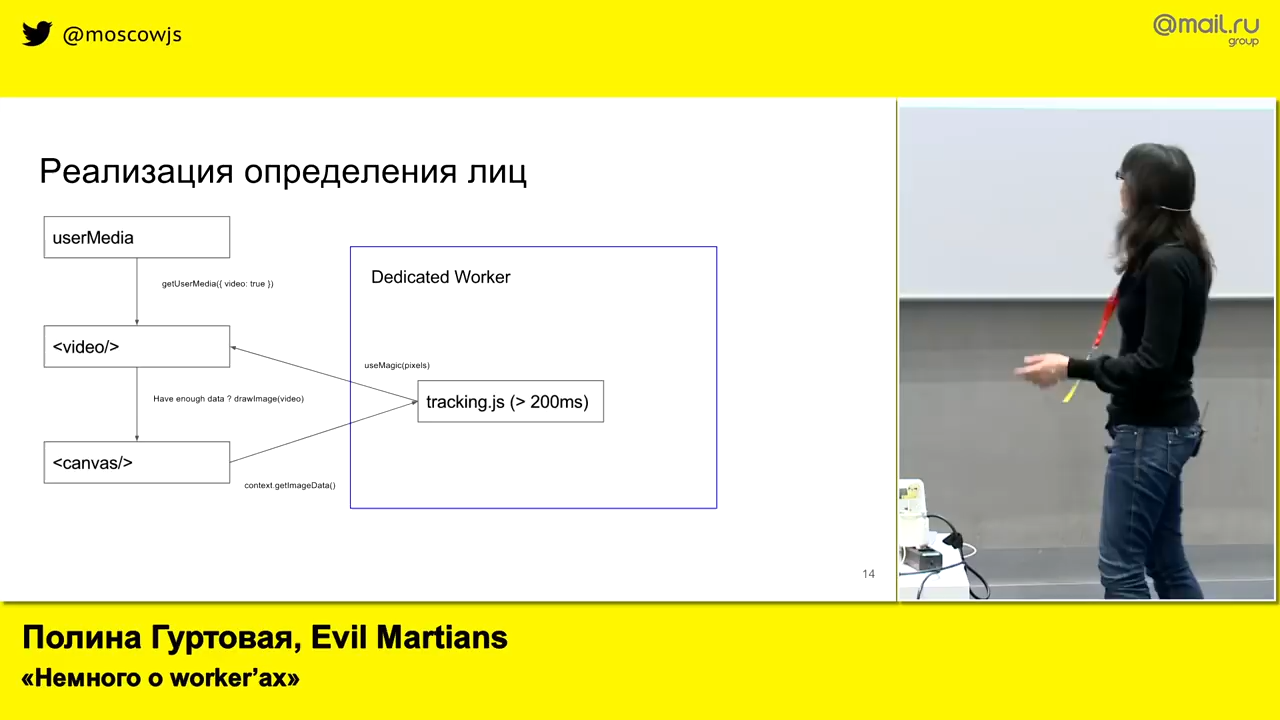 @moscowjs
@mail.ru
group
Реализация определения лиц
userMedia
getUserMedia({ video: true })
Dedicated Worker
<video/>
useMagic(pixels)
Have enough data ? drawImage(video)
tracking.js (> 200ms)
<canvas/>
context.getImageData()
14
Полина Гуртовая, Evil Martians
«Немного о worker’ах»